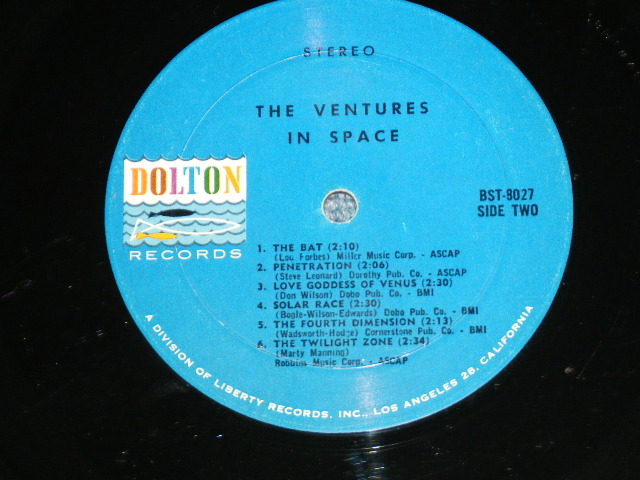 STEREO
THE VENTURES
IN SPACE
DOLTON
RECORDS
BST-8027
SIDE TWO
1. THE BAT (2:10)
(Lou Forbes) Miller Music Corp. - ASCAP
2. PENETRATION (2:06)
(Steve Leonard) Dorothy Pub. Co. - ASCAP
3. LOVE GODDESS OF VENUS (2:30)
(Don Wilson) Dobo Pub. Co. - BMI
4. SOLAR RACE (2:30)
(Bogle-Wilson-Edwards) Dobo Pub. Co. - BMI
5. THE FOURTH DIMENSION (2:13)
(Wadsworth-Hodge) Cornerstone Pub. Co. - BMI
6. THE TWILIGHT ZONE (2:34)
(Marty Manning)
Robbins Music Corp. - ASCAP
A DIVISION OF LIBERTY RECORDS, INC., LOS ANGELES 28, CALIFORNIA